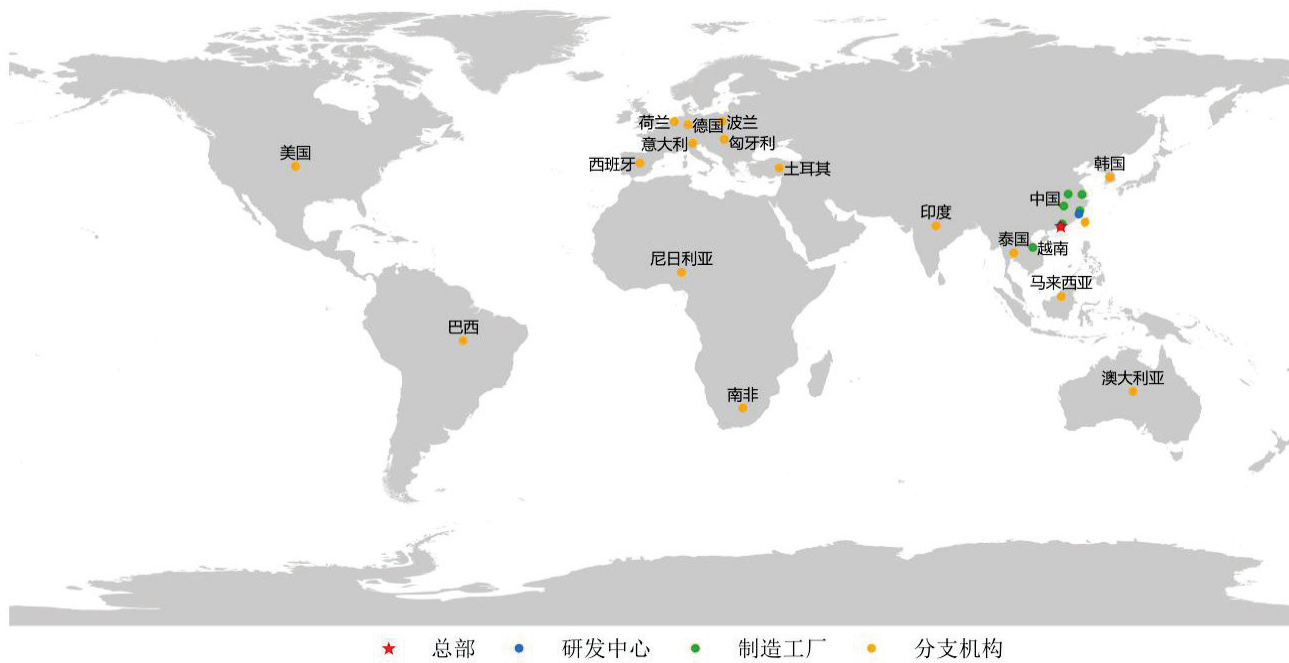 荷兰
德国
波兰
意大利
匈牙利
美国
西班牙
土耳其
韩国
中国
印度
泰国
越南
尼日利亚
马来西亚
巴西
澳大利亚
南非
总部
研发中心
制造工厂
分支机构